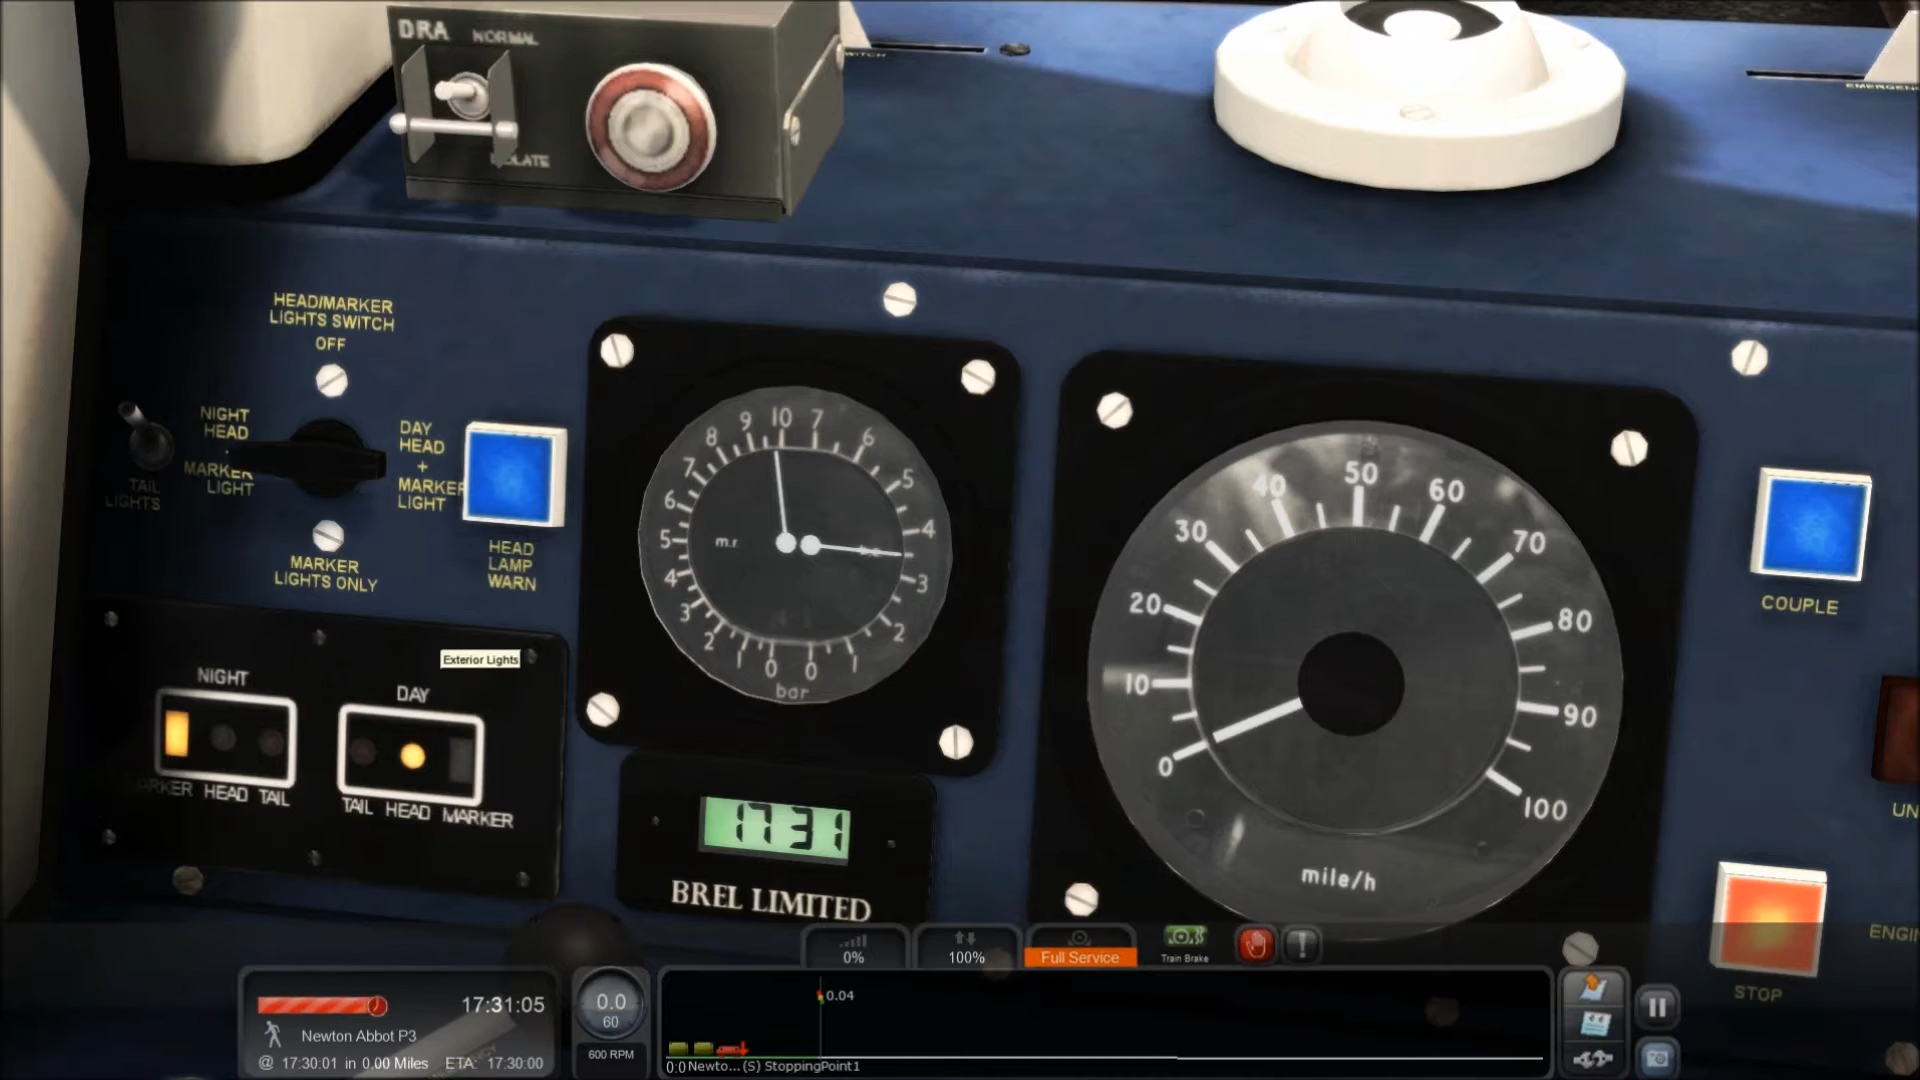 DRA NORMAL
HEAD/MARKER
LIGHTS SWITCH
OFF
NIGHT
HEAD
MARKER
LIGHT
DAY
HEAD
+
MARKER
LIGHT
TAIL
LIGHTS
MARKER
LIGHTS ONLY
HEAD
LAMP
WARN
Exterior Lights
NIGHT
HEAD TAIL
DAY
TAIL HEAD MARKER
9 10 7
8 6
7 5
6 4
5 m.r.
4 3
3 2
2 1 0 0 1
bar
17 31
BREL LIMITED
0 10 20 30 40 50 60 70 80 90 100
mile/h
COUPLE
STOP
0% 100% Full Service Train Brake
17:31:05
Newton Abbot P3
@ 17:30:01 in 0.00 Miles ETA: 17:30:00
0.0
60
600 RPM
0.04
0:0 Newto... (S) StoppingPoint1